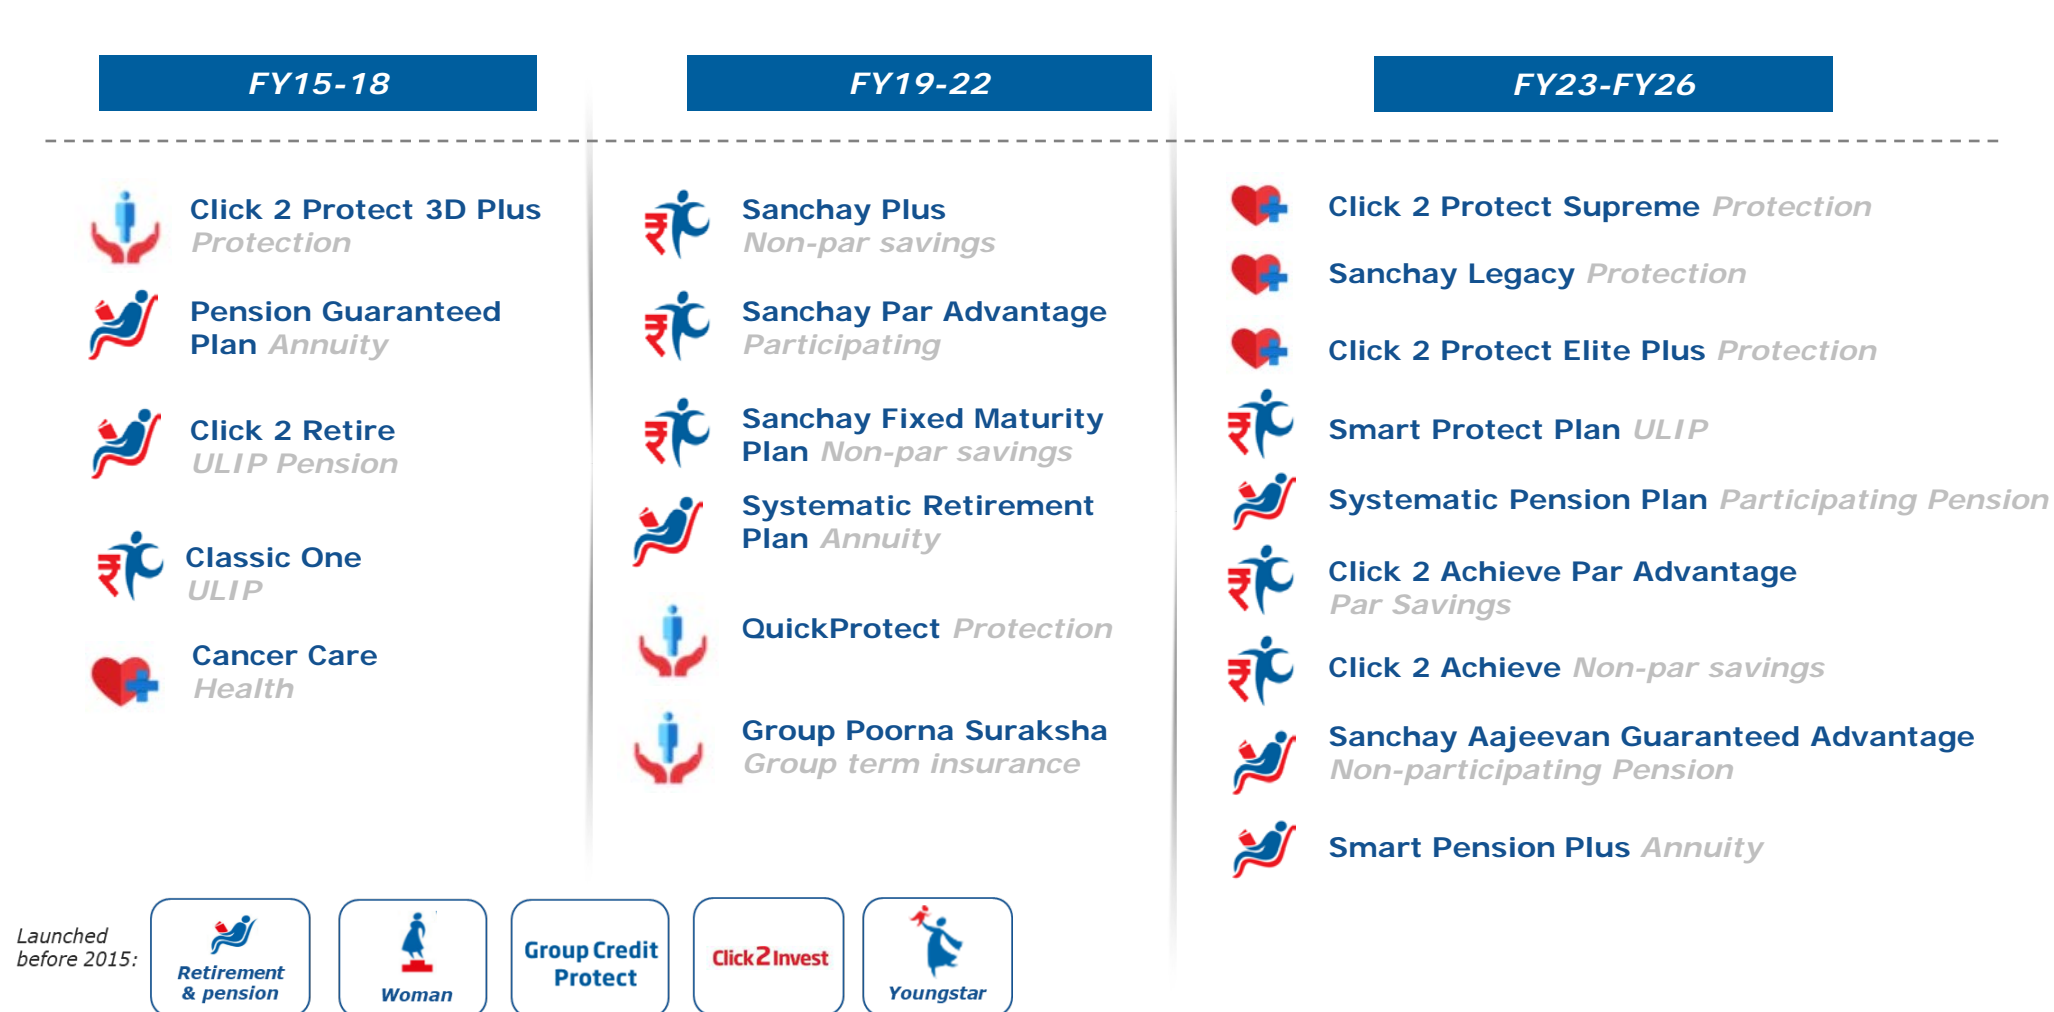 FY15-18
FY19-22
FY23-FY26
Click 2 Protect 3D Plus
Protection
Pension Guaranteed
Plan Annuity
Click 2 Retire
ULIP Pension
Classic One
ULIP
Cancer Care
Health
Sanchay Plus
Non-par savings
Sanchay Par Advantage
Participating
Sanchay Fixed Maturity
Plan Non-par savings
Systematic Retirement
Plan Annuity
QuickProtect Protection
Group Poorna Suraksha
Group term insurance
Click 2 Protect Supreme Protection
Sanchay Legacy Protection
Click 2 Protect Elite Plus Protection
Smart Protect Plan ULIP
Systematic Pension Plan Participating Pension
Click 2 Achieve Par Advantage
Par Savings
Click 2 Achieve Non-par savings
Sanchay Aajeevan Guaranteed Advantage
Non-participating Pension
Smart Pension Plus Annuity
Launched
before 2015:
Retirement
& pension
Woman
Group Credit
Protect
Click2Invest
Youngstar